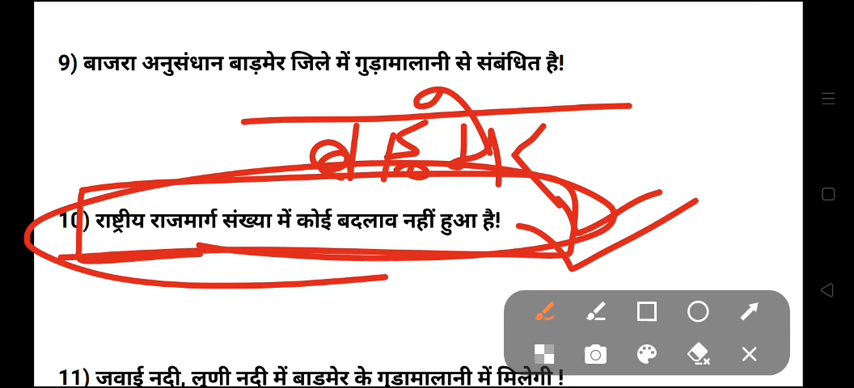 9) बाजरा अनुसंधान बाड़मेर जिले में गुड़ामालानी से संबंधित है!
10) राष्ट्रीय राजमार्ग संख्या में कोई बदलाव नहीं हुआ है!
11) जवाई नदी, लूणी नदी में बाड़मेर के गुड़ामालानी में मिलेगी !